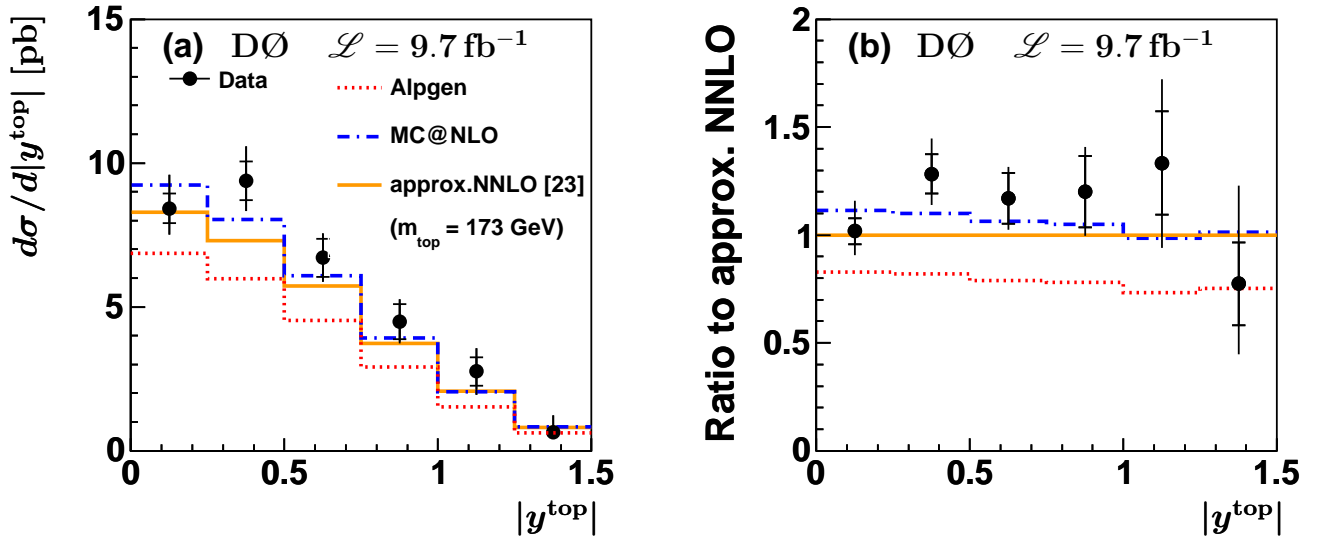 dσ/d|y^top| [pb]
15
10
5
0
(a) DØ ℒ = 9.7 fb⁻¹
Data
Alpgen
MC@NLO
approx.NNLO [23]
(m_top = 173 GeV)
0 0.5 1 1.5
|y^top|
Ratio to approx. NNLO
2
1.5
1
0.5
0
(b) DØ ℒ = 9.7 fb⁻¹
0 0.5 1 1.5
|y^top|